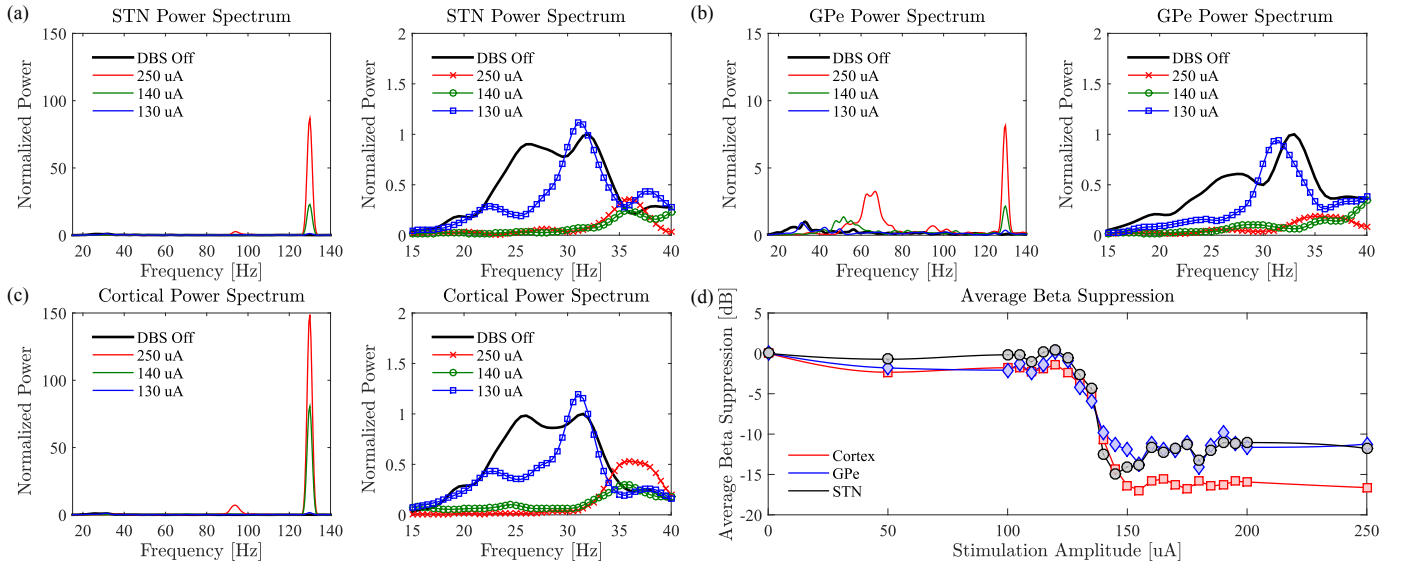 (a)
STN Power Spectrum
Normalized Power
150
100
50
0
DBS Off
250 uA
140 uA
130 uA
20 40 60 80 100 120 140
Frequency [Hz]
STN Power Spectrum
Normalized Power
2
1.5
1
0.5
0
DBS Off
250 uA
140 uA
130 uA
15 20 25 30 35 40
Frequency [Hz]
(b)
GPe Power Spectrum
Normalized Power
15
10
5
0
DBS Off
250 uA
140 uA
130 uA
20 40 60 80 100 120 140
Frequency [Hz]
GPe Power Spectrum
Normalized Power
2
1.5
1
0.5
0
DBS Off
250 uA
140 uA
130 uA
15 20 25 30 35 40
Frequency [Hz]
(c)
Cortical Power Spectrum
Normalized Power
150
100
50
0
DBS Off
250 uA
140 uA
130 uA
20 40 60 80 100 120 140
Frequency [Hz]
Cortical Power Spectrum
Normalized Power
2
1.5
1
0.5
0
DBS Off
250 uA
140 uA
130 uA
15 20 25 30 35 40
Frequency [Hz]
(d)
Average Beta Suppression
Average Beta Suppression [dB]
5
0
-5
-10
-15
-20
Cortex
GPe
STN
0 50 100 150 200 250
Stimulation Amplitude [uA]